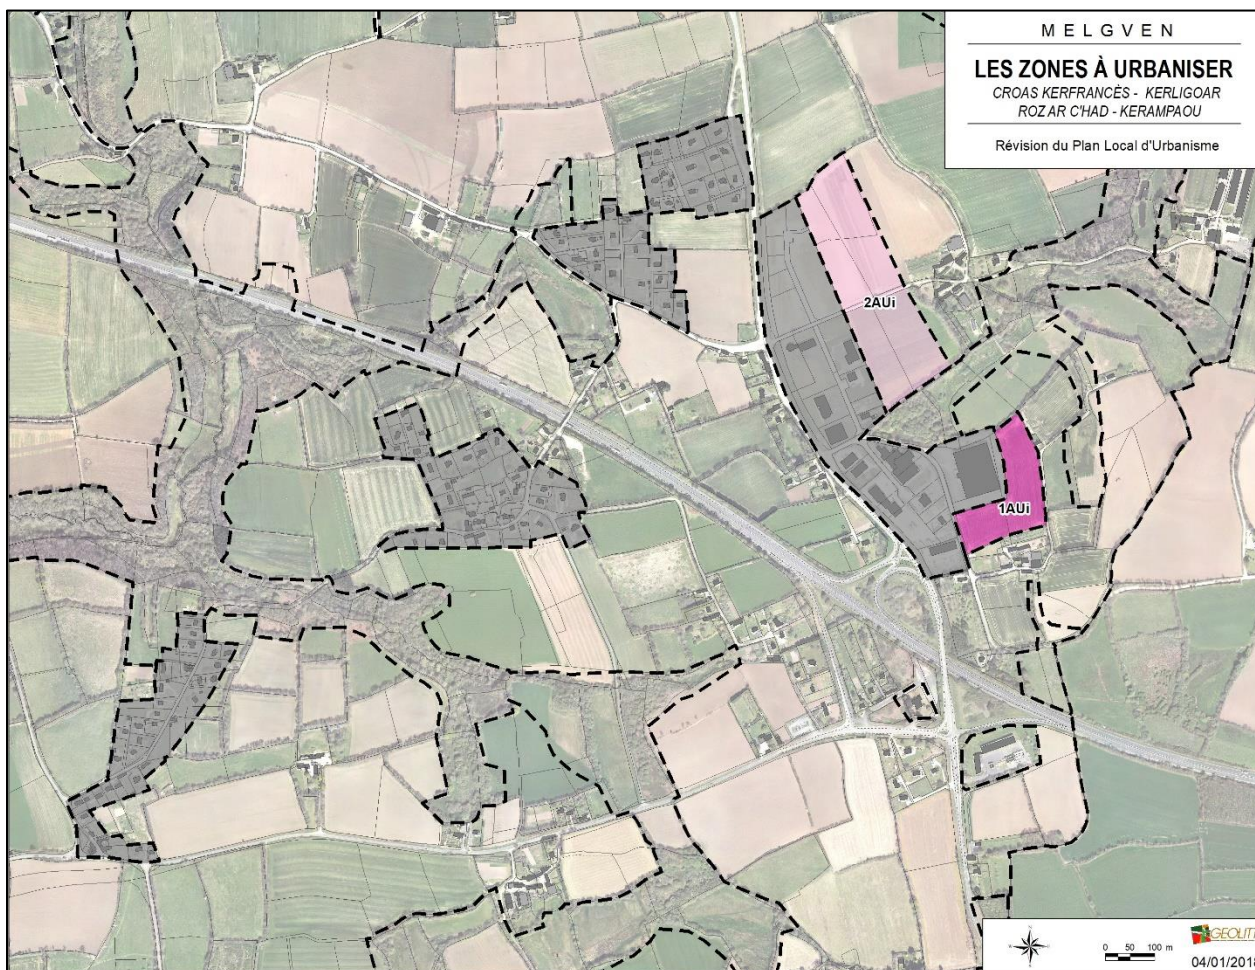 MELGVEN
LES ZONES À URBANISER
CROAS KERFRANCÈS - KERLIGOAR
ROZ AR C'HAD - KERAMPAOU
Révision du Plan Local d'Urbanisme
2AUi
1AUi
0 50 100 m
GEOLIT
04/01/2018